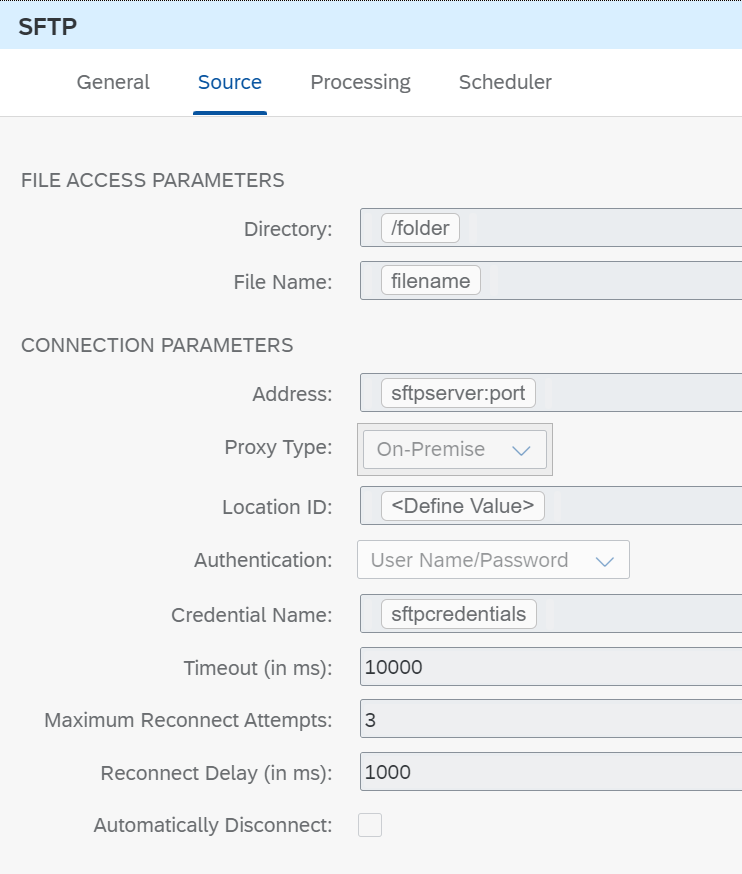 SFTP
General Source Processing Scheduler
FILE ACCESS PARAMETERS
Directory: /folder
File Name: filename
CONNECTION PARAMETERS
Address: sftpserver:port
Proxy Type: On-Premise
Location ID: <Define Value>
Authentication: User Name/Password
Credential Name: sftpcredentials
Timeout (in ms): 10000
Maximum Reconnect Attempts: 3
Reconnect Delay (in ms): 1000
Automatically Disconnect: